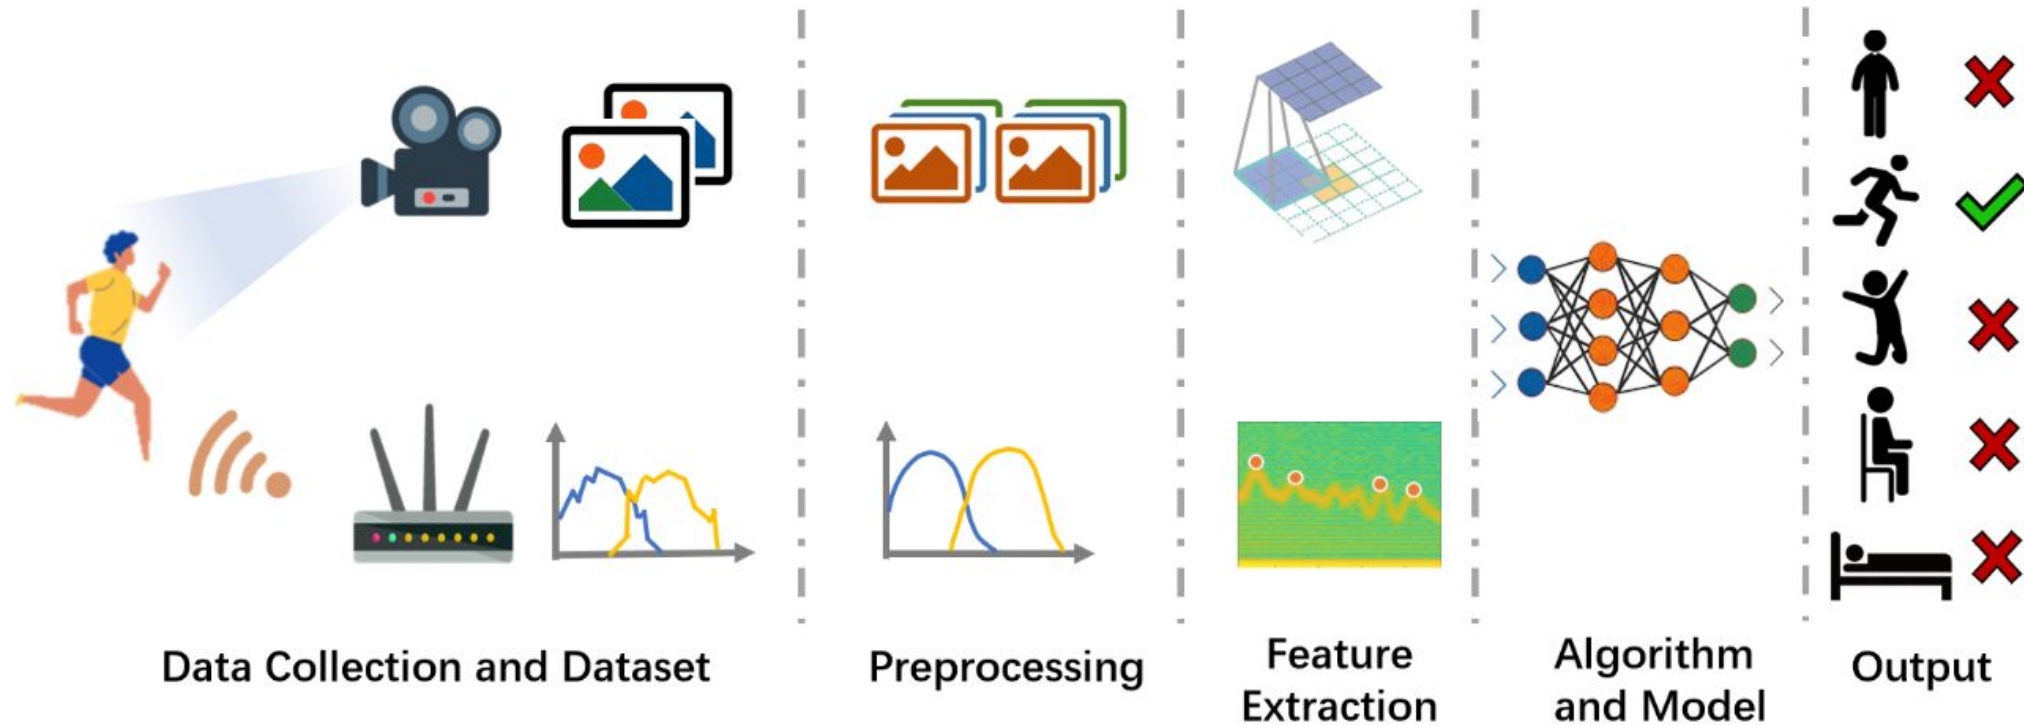 Data Collection and Dataset
Preprocessing
Feature
Extraction
Algorithm
and Model
Output